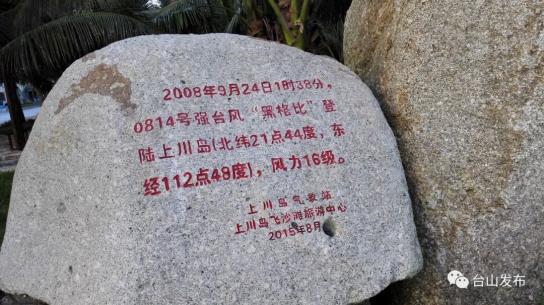 2008年9月24日1时38分，
0814号强台风“黑格比”登
陆上川岛(北纬21点44度，东
经112点48度)，风力16级。
上川岛气象站
上川岛飞沙滩旅游中心
2015年8月
台山发布